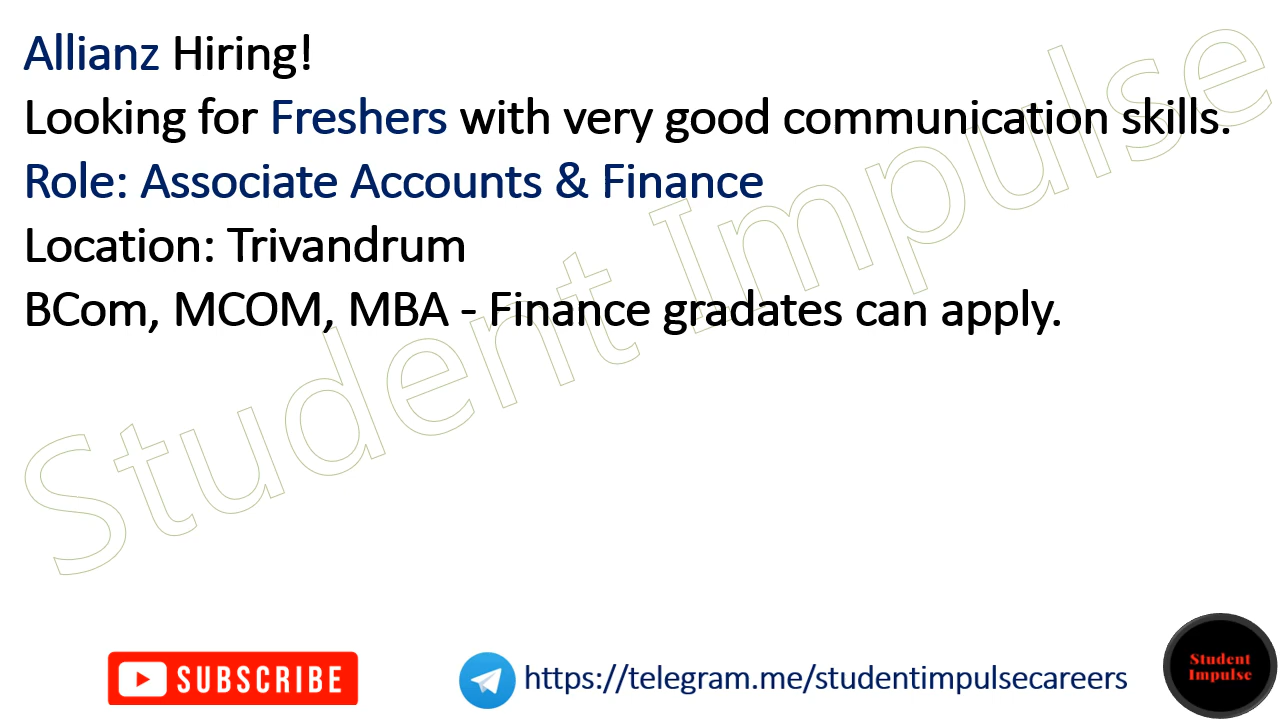 Allianz Hiring!
Looking for Freshers with very good communication skills.
Role: Associate Accounts & Finance
Location: Trivandrum
BCom, MCOM, MBA - Finance gradates can apply.
Student Impulse
SUBSCRIBE
https://telegram.me/studentimpulsecareers
Student
Impulse